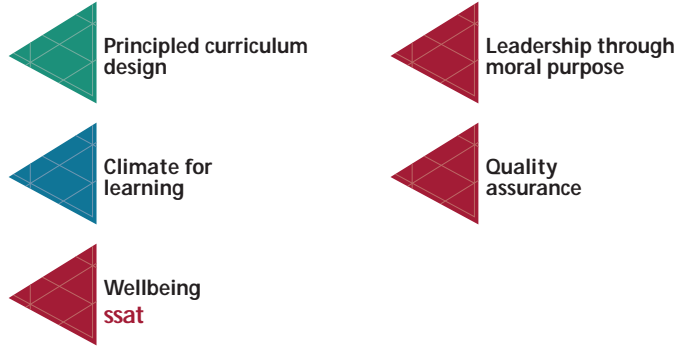 Principled curriculum
design
Climate for
learning
Wellbeing
ssat
Leadership through
moral purpose
Quality
assurance